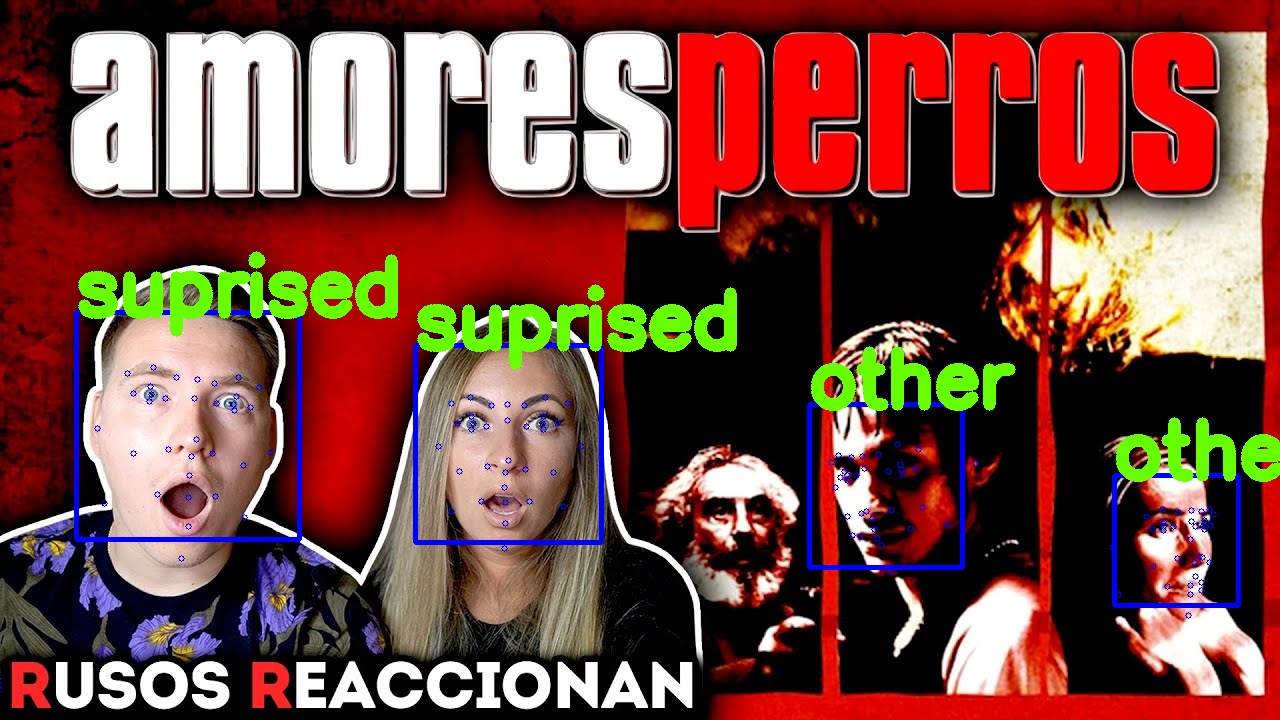 amoresperros
suprised
suprised
other
othe
RUSOS REACCIONAN